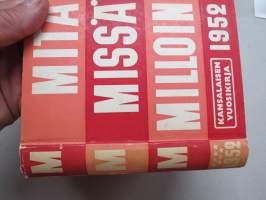 MITÄ
MISSÄ
MILLOIN
KANSALAISEN
VUOSIKIRJA
1952
M
M
M
1952